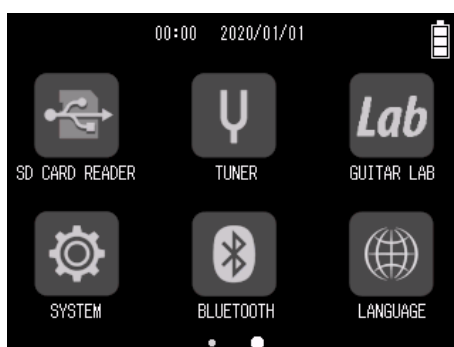 00:00 2020/01/01
Lab
SD CARD READER TUNER GUITAR LAB
SYSTEM BLUETOOTH LANGUAGE